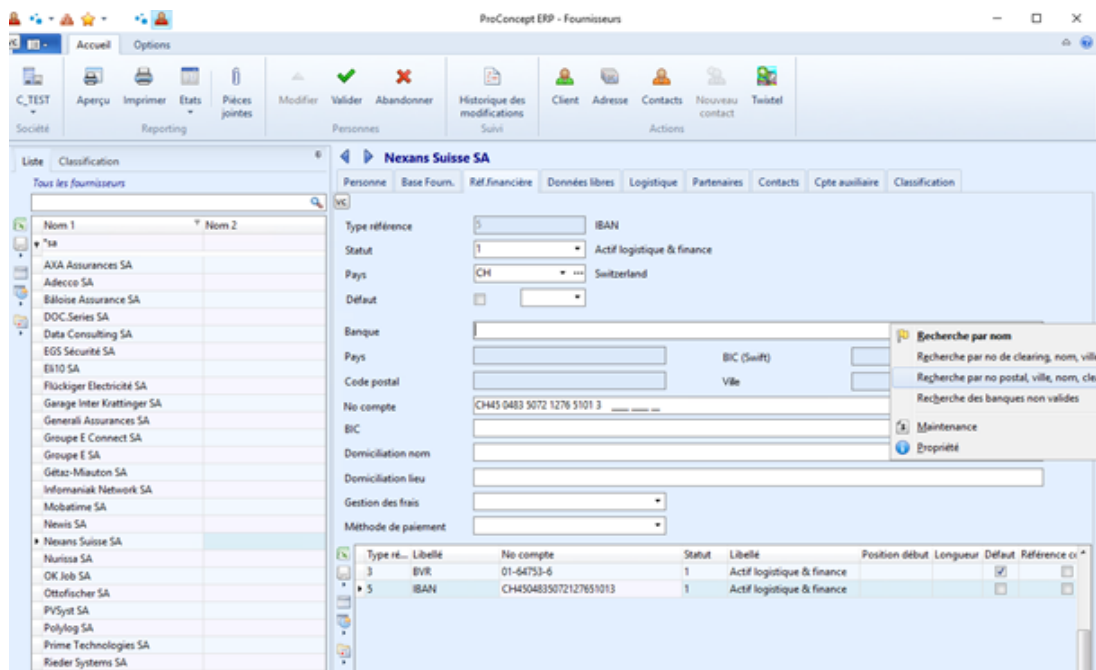 ProConcept ERP - Fournisseurs
Accueil Options
C_TEST Aperçu Imprimer Etats Pièces jointes Modifier Valider Abandonner Historique des modifications Client Adresse Contacts Nouveau contact Twixtel
Société Reporting Personnes Suivi Actions
Liste Classification
Tous les fournisseurs
Nom 1 Nom 2
*sa
AXA Assurances SA
Adecco SA
Bâloise Assurance SA
DOC.Series SA
Data Consulting SA
EGS Sécurité SA
Eli10 SA
Flückiger Electricité SA
Garage Inter Krattinger SA
Generali Assurances SA
Groupe E Connect SA
Groupe E SA
Gétaz-Miauton SA
Infomaniak Network SA
Mobatime SA
Newis SA
Nexans Suisse SA
Nurissa SA
OK Job SA
Ottofischer SA
PVSyst SA
Polylog SA
Prime Technologies SA
Rieder Systems SA
Nexans Suisse SA
Personne Base Fourn. Réf.financière Données libres Logistique Partenaires Contacts Cpte auxiliaire Classification
VC
Type référence 5 IBAN
Statut 1 Actif logistique & finance
Pays CH Switzerland
Défaut
Banque
Pays BIC (Swift)
Code postal Ville
No compte CH45 0483 5072 1276 5101 3
BIC
Domiciliation nom
Domiciliation lieu
Gestion des frais
Méthode de paiement
Recherche par nom
Recherche par no de clearing, nom, ville
Recherche par no postal, ville, nom, cle
Recherche des banques non valides
Maintenance
Propriété
Type ré... Libellé No compte Statut Libellé Position début Longueur Défaut Référence
3 BVR 01-64753-6 1 Actif logistique & finance
5 IBAN CH4504835072127651013 1 Actif logistique & finance